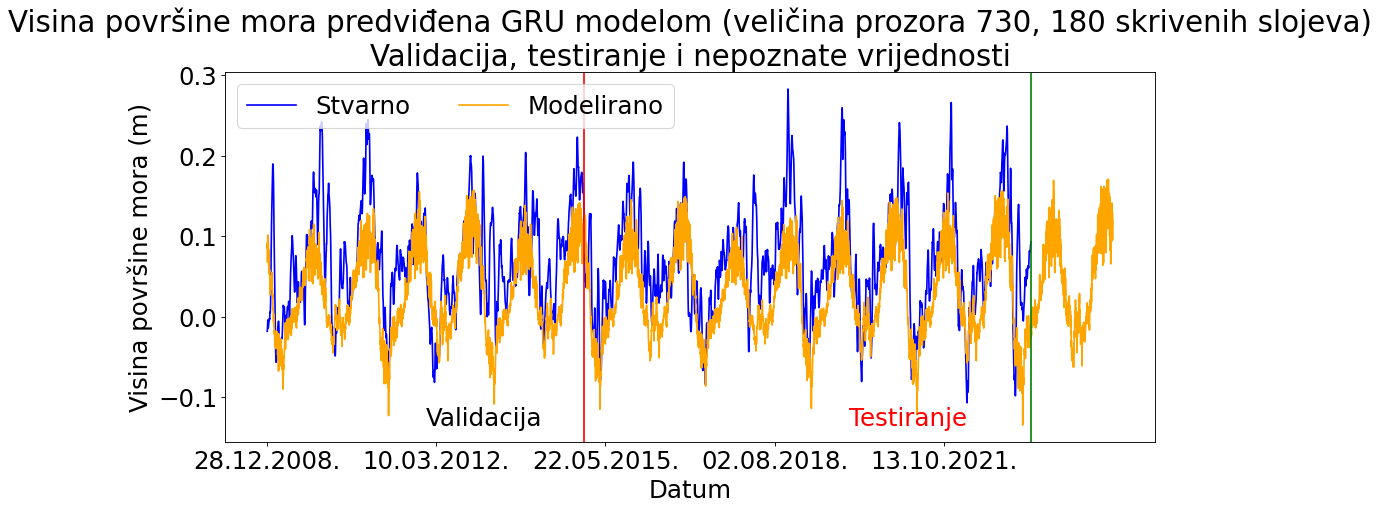 Visina površine mora predviđena GRU modelom (veličina prozora 730, 180 skrivenih slojeva)
Validacija, testiranje i nepoznate vrijednosti
Stvarno Modelirano
Visina površine mora (m)
0.3
0.2
0.1
0.0
−0.1
Validacija Testiranje
28.12.2008. 10.03.2012. 22.05.2015. 02.08.2018. 13.10.2021.
Datum